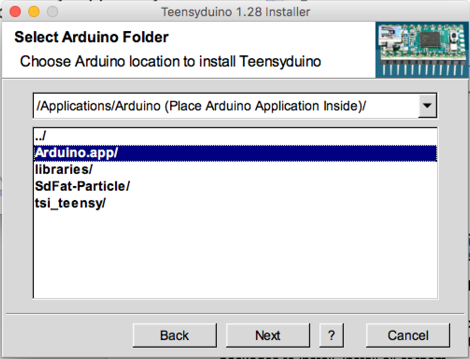 Teensyduino 1.28 Installer
Select Arduino Folder
Choose Arduino location to install Teensyduino
/Applications/Arduino (Place Arduino Application Inside)/
../
Arduino.app/
libraries/
SdFat-Particle/
tsi_teensy/
Back
Next
?
Cancel